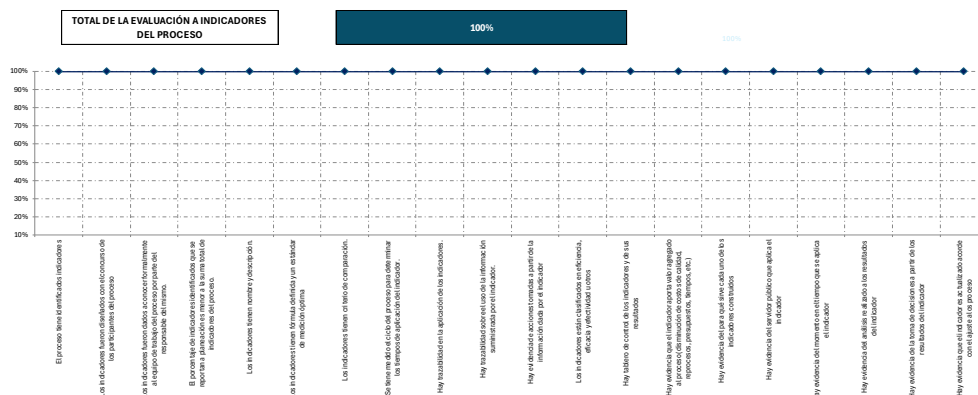 TOTAL DE LA EVALUACIÓN A INDICADORES
DEL PROCESO
100%
100%
100%
90%
80%
70%
60%
50%
40%
30%
20%
10%
El proceso tiene identificados indicadores
Los indicadores fueron diseñados con el concurso de
los participantes del proceso
Los indicadores fueron dados a conocer formalmente
al equipo de trabajo del proceso por parte del
responsable del mismo.
El porcentaje de indicadores identificados que se
reportan a planeación es menor a la suma total de
indicadores del proceso.
Los indicadores tienen nombre y descripción.
Los indicadores tienen fórmula definida y un estándar
de medición óptima
Los indicadores tienen criterio de comparación.
Se tiene medido el ciclo del proceso para determinar
los tiempos de aplicación del indicador.
Hay trazabilidad en la aplicación de los indicadores.
Hay trazabilidad sobre el uso de la información
suministrada por el indicador.
Hay evidencia de acciones tomadas a partir de la
información dada por el indicador
Los indicadores están clasificados en eficiencia,
eficacia y efectividad u otros
Hay tablero de control de los indicadores y de sus
resultados
Hay evidencia que el indicador aporta valor agregado
al proceso (disminución de costos de calidad,
reprocesos, presupuestos, tiempos, etc.)
Hay evidencia del para qué sirve cada uno de los
indicadores construidos
Hay evidencia del servidor público que aplica el
indicador
Hay evidencia del momento en el tiempo que se aplica
el indicador
Hay evidencia del análisis realizado a los resultados
del indicador
Hay evidencia de la toma de decisiones a partir de los
resultados del indicador
Hay evidencia que el indicador es actualizado acorde
con el ajuste al proceso